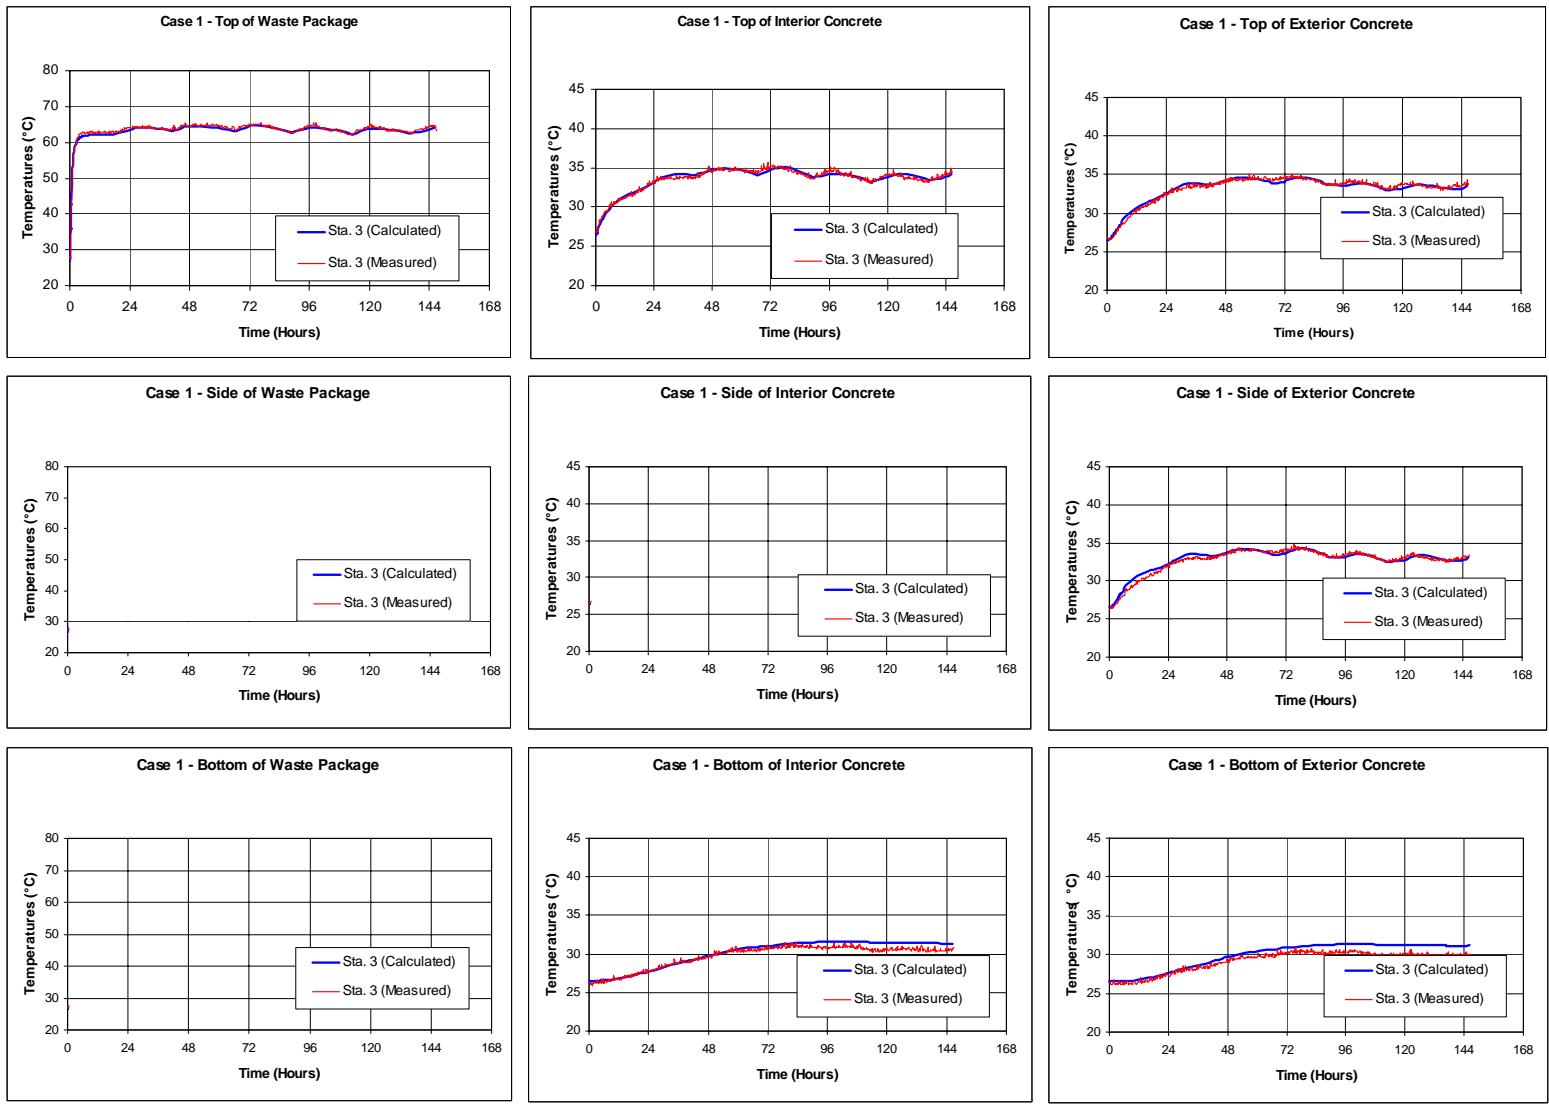 Case 1 - Top of Waste Package
Temperatures (°C)
80
70
60
50
40
30
20
Sta. 3 (Calculated)
Sta. 3 (Measured)
0 24 48 72 96 120 144 168
Time (Hours)
Case 1 - Top of Interior Concrete
Temperatures (°C)
45
40
35
30
25
20
Sta. 3 (Calculated)
Sta. 3 (Measured)
0 24 48 72 96 120 144 168
Time (Hours)
Case 1 - Top of Exterior Concrete
Temperatures (°C)
45
40
35
30
25
20
Sta. 3 (Calculated)
Sta. 3 (Measured)
0 24 48 72 96 120 144 168
Time (Hours)
Case 1 - Side of Waste Package
Temperatures (°C)
80
70
60
50
40
30
20
Sta. 3 (Calculated)
Sta. 3 (Measured)
0 24 48 72 96 120 144 168
Time (Hours)
Case 1 - Side of Interior Concrete
Temperatures (°C)
45
40
35
30
25
20
Sta. 3 (Calculated)
Sta. 3 (Measured)
0 24 48 72 96 120 144 168
Time (Hours)
Case 1 - Side of Exterior Concrete
Temperatures (°C)
45
40
35
30
25
20
Sta. 3 (Calculated)
Sta. 3 (Measured)
0 24 48 72 96 120 144 168
Time (Hours)
Case 1 - Bottom of Waste Package
Temperatures (°C)
80
70
60
50
40
30
20
Sta. 3 (Calculated)
Sta. 3 (Measured)
0 24 48 72 96 120 144 168
Time (Hours)
Case 1 - Bottom of Interior Concrete
Temperatures (°C)
45
40
35
30
25
20
Sta. 3 (Calculated)
Sta. 3 (Measured)
0 24 48 72 96 120 144 168
Time (Hours)
Case 1 - Bottom of Exterior Concrete
Temperatures( °C)
45
40
35
30
25
20
Sta. 3 (Calculated)
Sta. 3 (Measured)
0 24 48 72 96 120 144 168
Time (Hours)